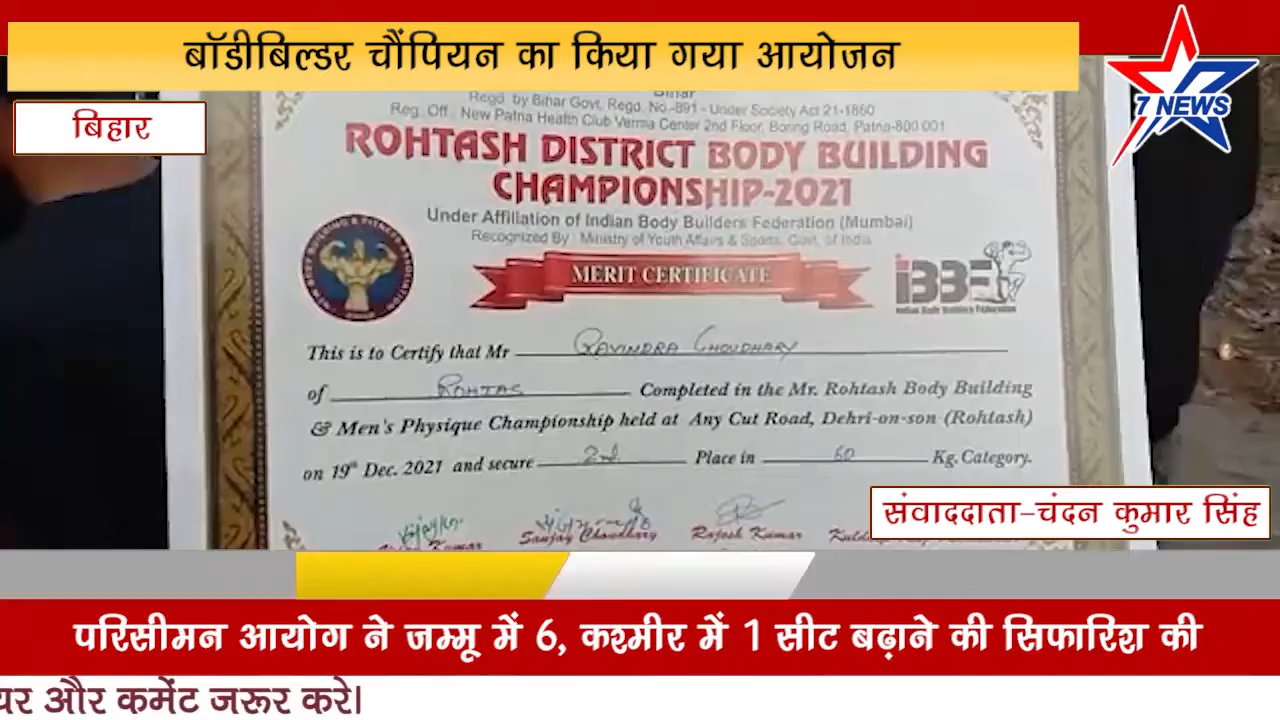 बॉडीबिल्डर चौंपियन का किया गया आयोजन
7 NEWS
बिहार
Bihar
Regd. by Bihar Govt. Regd. No.-891 - Under Society Act 21-1860
Reg. Off : New Patna Health Club Verma Center 2nd Floor, Boring Road, Patna-800 001
ROHTASH DISTRICT BODY BUILDING
CHAMPIONSHIP-2021
Under Affiliation of Indian Body Builders Federation (Mumbai)
Recognized By : Ministry of Youth Affairs & Sports, Govt. of India
MERIT CERTIFICATE
IBBF
Indian Body Builders Federation
This is to Certify that Mr RAVINDRA CHOUDHARY
of ROHTAS Completed in the Mr. Rohtash Body Building
& Men's Physique Championship held at Any Cut Road, Dehri-on-son (Rohtash)
on 19th Dec. 2021 and secure 2nd Place in 60 Kg. Category.
Kumar Sanjay Choudhary Rajesh Kumar
संवाददाता-चंदन कुमार सिंह
परिसीमन आयोग ने जम्मू में 6, कश्मीर में 1 सीट बढ़ाने की सिफारिश की
यर और कमेंट जरूर करे।